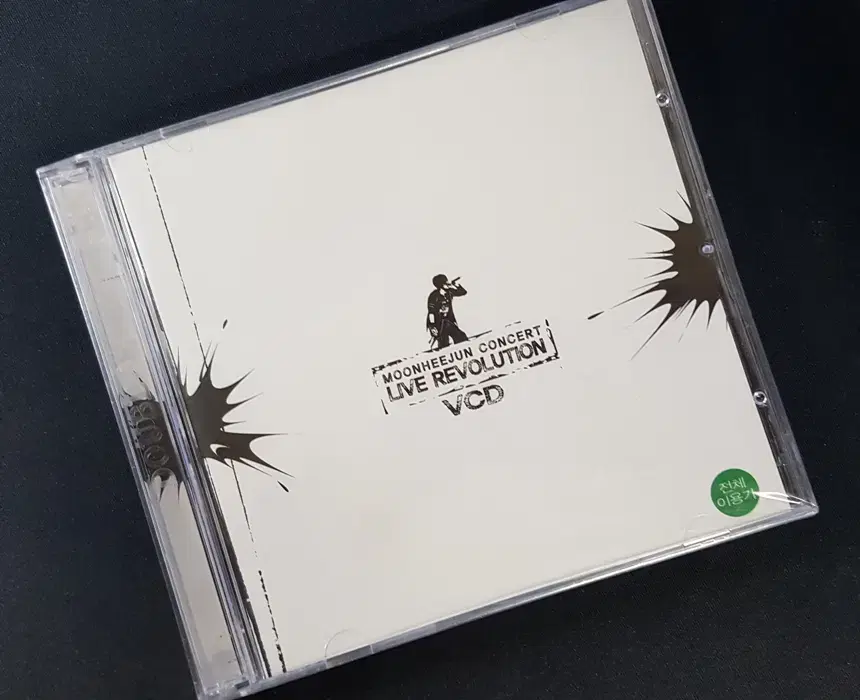 MOONHEEJUN CONCERT
LIVE REVOLUTION
VCD
전체
이용가